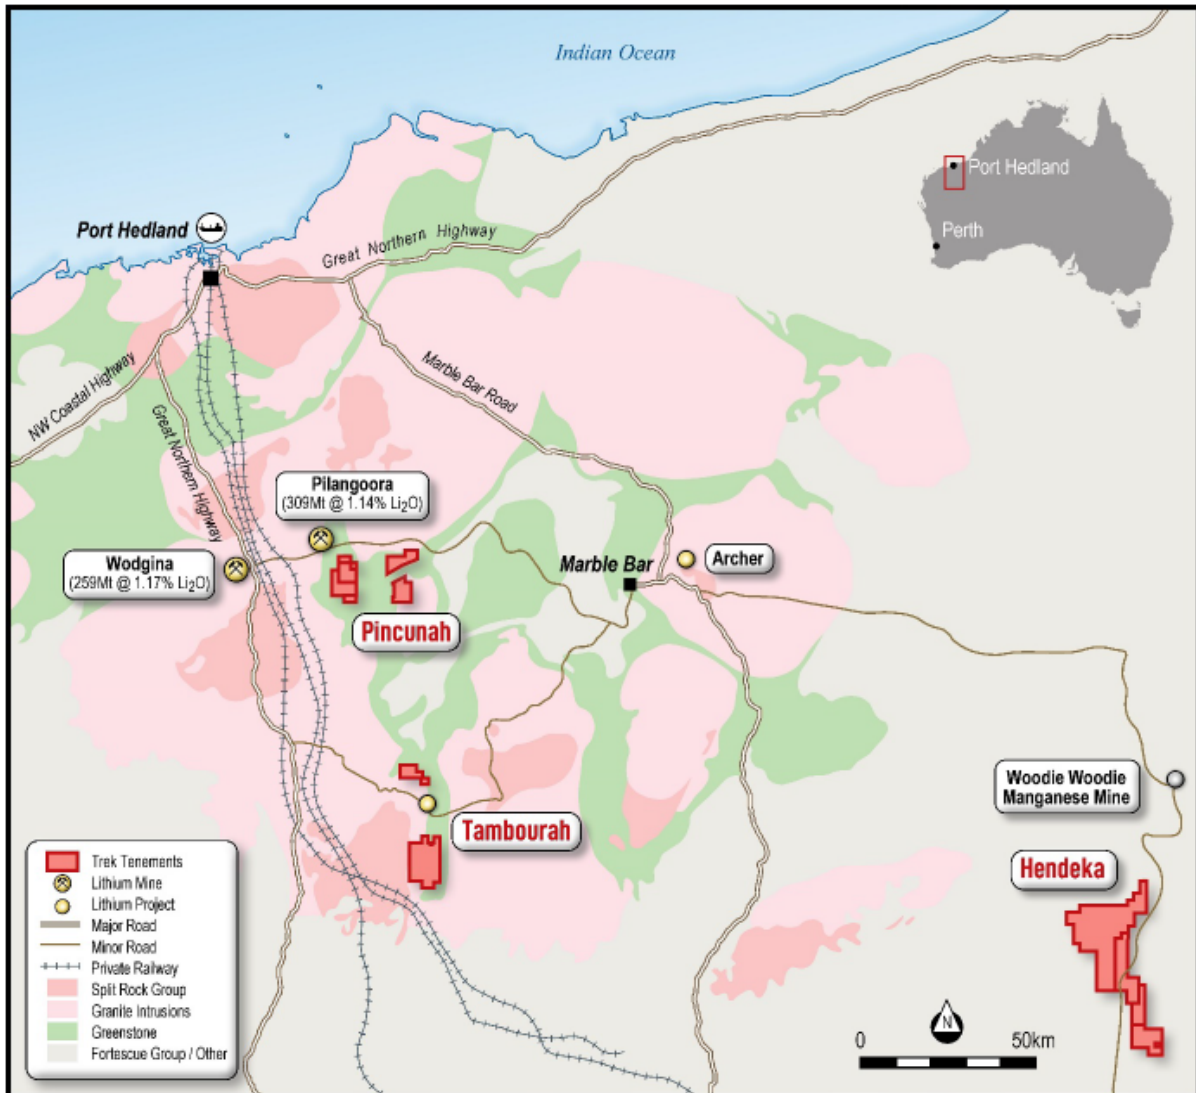 Indian Ocean
Port Hedland
Perth
Port Hedland
Great Northern Highway
NW Coastal Highway
Great Northern Highway
Marble Bar Road
Pilangoora
(309Mt @ 1.14% Li₂O)
Wodgina
(259Mt @ 1.17% Li₂O)
Marble Bar
Archer
Pincunah
Woodie Woodie
Manganese Mine
Tambourah
Hendeka
Trek Tenements
Lithium Mine
Lithium Project
Major Road
Minor Road
Private Railway
Split Rock Group
Granite Intrusions
Greenstone
Fortescue Group / Other
N
0 50km